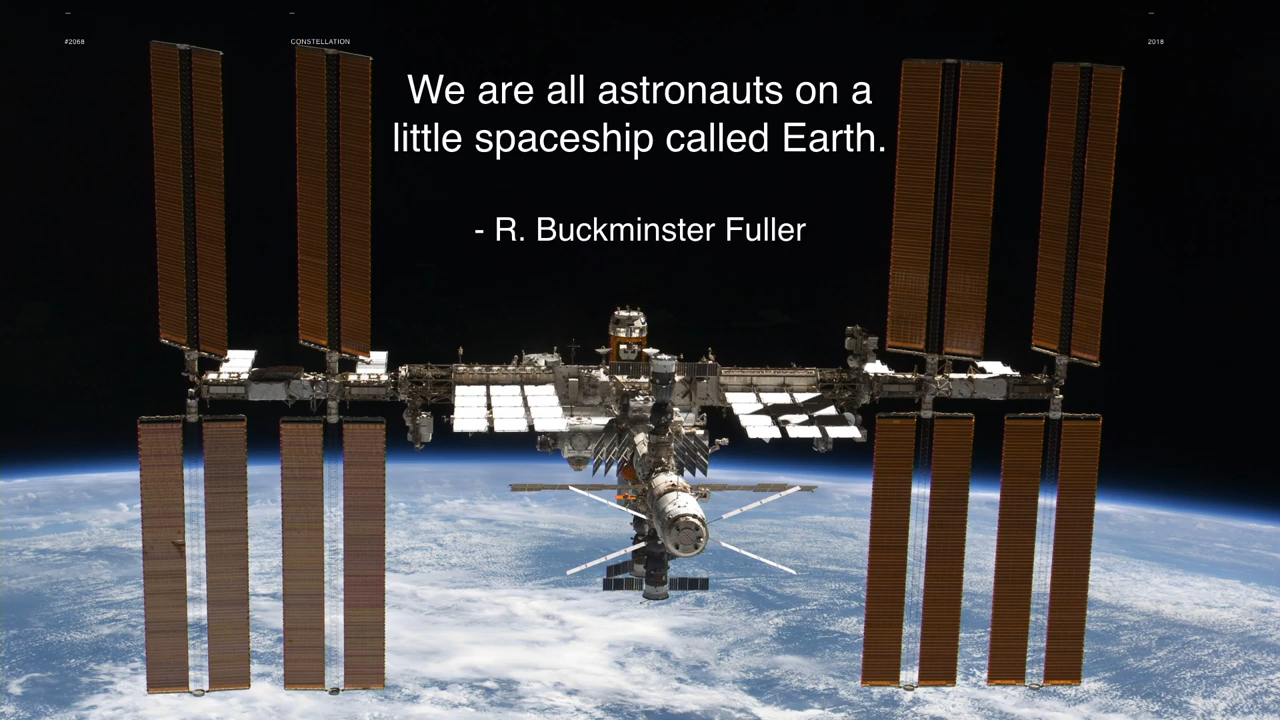 #2068
CONSTELLATION
2018
We are all astronauts on a
little spaceship called Earth.
- R. Buckminster Fuller